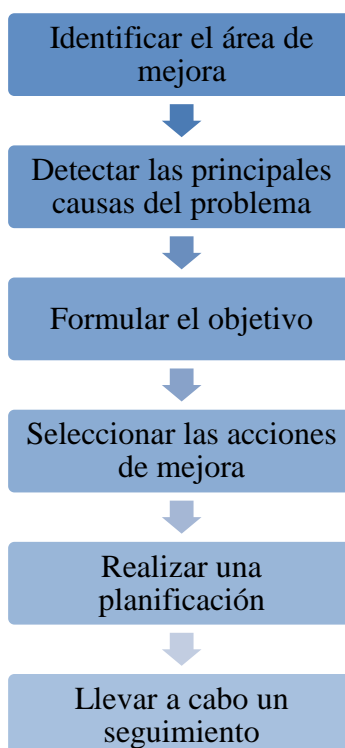 Identificar el área de
mejora
Detectar las principales
causas del problema
Formular el objetivo
Seleccionar las acciones
de mejora
Realizar una
planificación
Llevar a cabo un
seguimiento